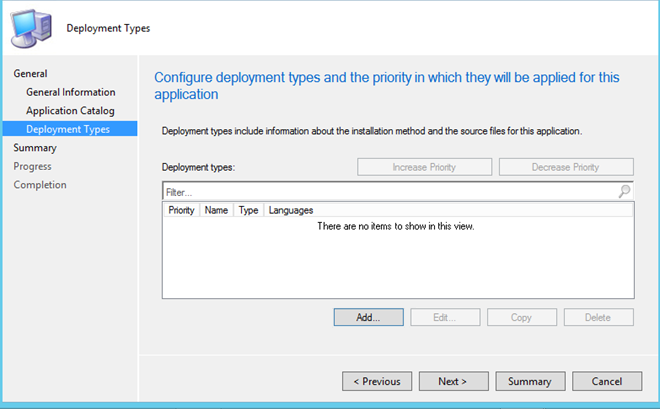 Deployment Types
General
General Information
Application Catalog
Deployment Types
Summary
Progress
Completion
Configure deployment types and the priority in which they will be applied for this
application
Deployment types include information about the installation method and the source files for this application.
Deployment types: Increase Priority Decrease Priority
Filter...
Priority Name Type Languages
There are no items to show in this view.
Add... Edit... Copy Delete
< Previous Next > Summary Cancel